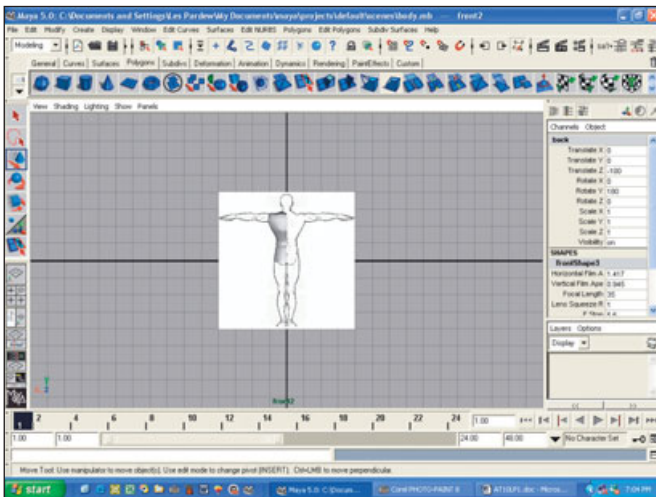 Maya 5.0: C:\Documents and Settings\Les Pardew\My Documents\maya\projects\default\scenes\body.mb --- front2
File Edit Modify Create Display Window Edit Curves Surfaces Edit NURBS Polygons Edit Polygons Subdiv Surfaces Help
Modeling
General Curves Surfaces Polygons Subdivs Deformation Animation Dynamics Rendering PaintEffects Custom
View Shading Lighting Show Panels
Channels Object
back
Translate X 0
Translate Y 0
Translate Z -100
Rotate X 0
Rotate Y 180
Rotate Z 0
Scale X 1
Scale Y 1
Scale Z 1
Visibility on
SHAPES
frontShape3
Horizontal Film A 1.417
Vertical Film Ape 0.945
Focal Length 35
Lens Squeeze R 1
F Stop 5.6
Layers Options
Display
front2
1 2 4 6 8 10 12 14 16 18 20 22 24 1.00
1.00 1.00 24.00 48.00 No Character Set
Move Tool: Use manipulator to move object(s). Use edit mode to change pivot (INSERT). Ctrl+LMB to move perpendicular.
start Maya 5.0: C:\Docum... Corel PHOTO-PAINT 8 AT10LFL.doc - Micros... 7:04 PM